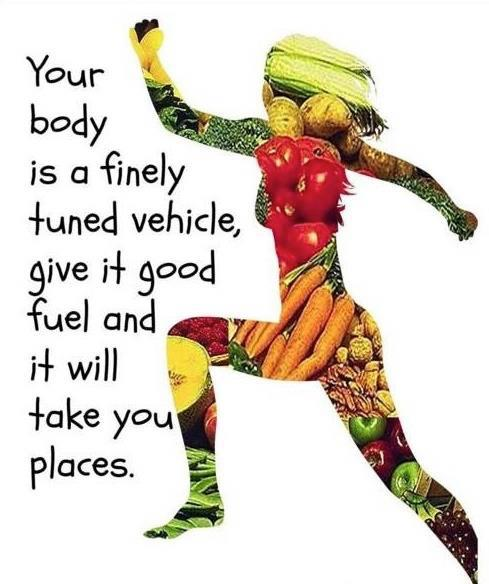 Your
body
is a finely
tuned vehicle,
give it good
fuel and
it will
take you
places.